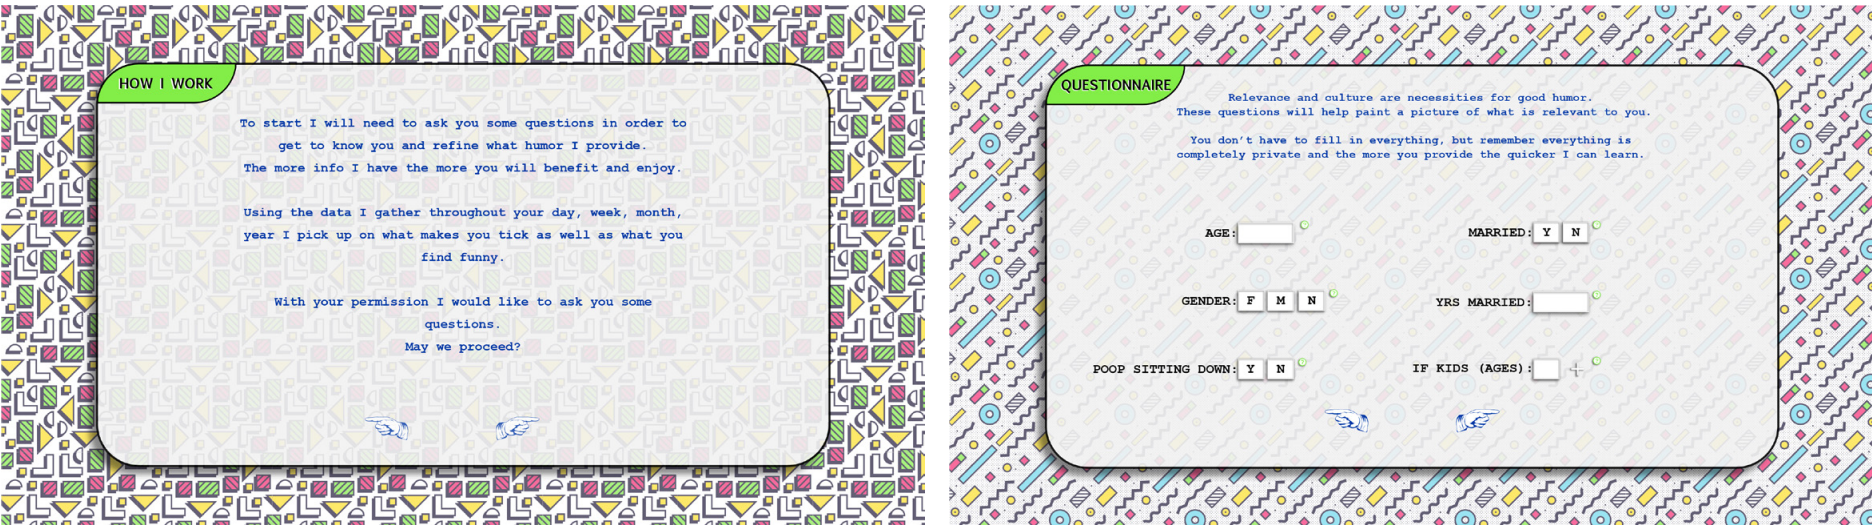 HOW I WORK
To start I will need to ask you some questions in order to
get to know you and refine what humor I provide.
The more info I have the more you will benefit and enjoy.
Using the data I gather throughout your day, week, month,
year I pick up on what makes you tick as well as what you
find funny.
With your permission I would like to ask you some
questions.
May we proceed?
QUESTIONNAIRE
Relevance and culture are necessities for good humor.
These questions will help paint a picture of what is relevant to you.
You don't have to fill in everything, but remember everything is
completely private and the more you provide the quicker I can learn.
AGE:
MARRIED: Y N
GENDER: F M N
YRS MARRIED:
POOP SITTING DOWN: Y N
IF KIDS (AGES): +